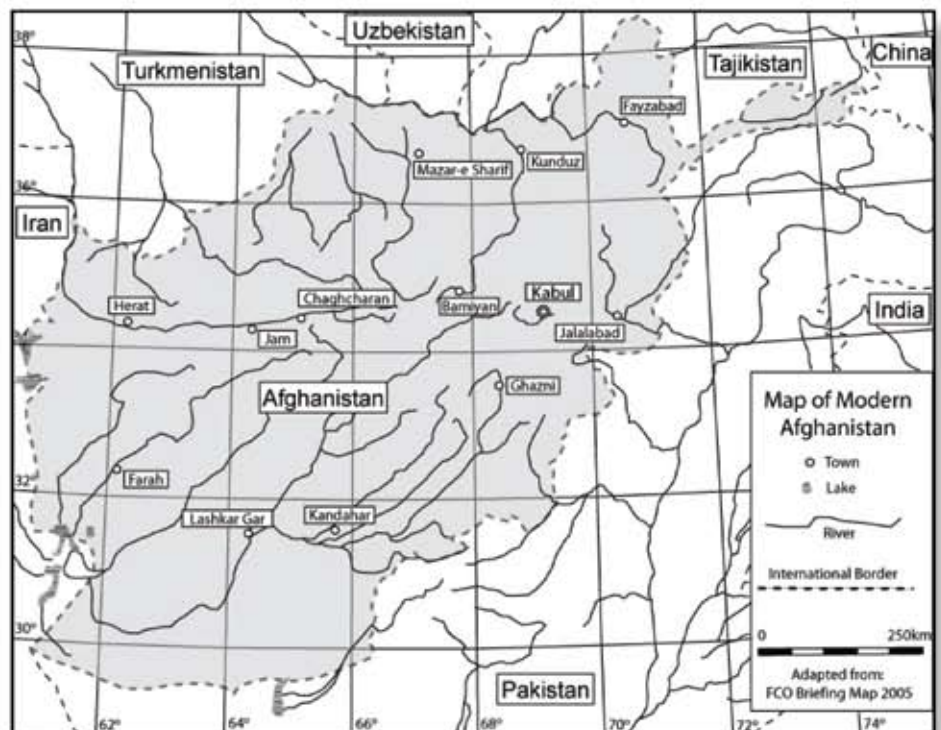 Uzbekistan
38°
Turkmenistan
Tajikistan
China
Fayzabad
Mazar-e Sharif
Kunduz
36°
Iran
Herat
Chaghcharan
Bamiyan
Kabul
India
Jam
Jalalabad
Afghanistan
Ghazni
Map of Modern
Afghanistan
Town
Lake
River
International Border
0 250km
Adapted from:
FCO Briefing Map 2005
32°
Farah
Lashkar Gar
Kandahar
30°
Pakistan
62° 64° 66° 68° 70° 72° 74°